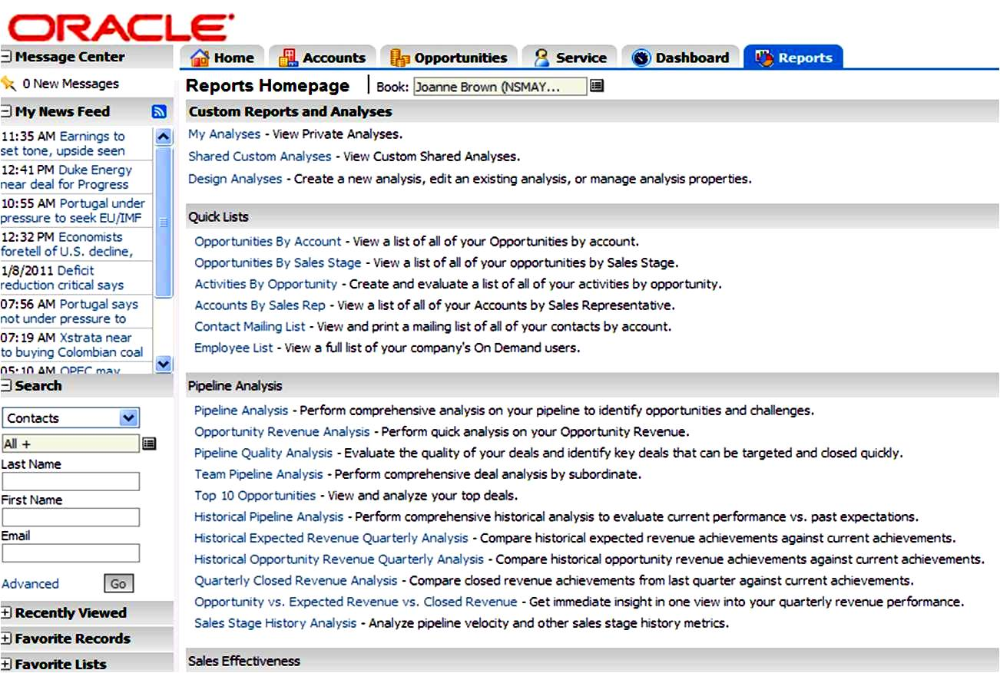 ORACLE
Message Center
0 New Messages
My News Feed
11:35 AM Earnings to
set tone, upside seen
12:41 PM Duke Energy
near deal for Progress
10:55 AM Portugal under
pressure to seek EU/IMF
12:32 PM Economists
foretell of U.S. decline,
1/8/2011 Deficit
reduction critical says
07:56 AM Portugal says
not under pressure to
07:19 AM Xstrata near
to buying Colombian coal
05:10 AM OPEC may
Search
Contacts
All +
Last Name
First Name
Email
Advanced Go
Recently Viewed
Favorite Records
Favorite Lists
Home Accounts Opportunities Service Dashboard Reports
Reports Homepage Book: Joanne Brown (NSMAY...
Custom Reports and Analyses
My Analyses - View Private Analyses.
Shared Custom Analyses - View Custom Shared Analyses.
Design Analyses - Create a new analysis, edit an existing analysis, or manage analysis properties.
Quick Lists
Opportunities By Account - View a list of all of your Opportunities by account.
Opportunities By Sales Stage - View a list of all of your opportunities by Sales Stage.
Activities By Opportunity - Create and evaluate a list of all of your activities by opportunity.
Accounts By Sales Rep - View a list of all of your Accounts by Sales Representative.
Contact Mailing List - View and print a mailing list of all of your contacts by account.
Employee List - View a full list of your company's On Demand users.
Pipeline Analysis
Pipeline Analysis - Perform comprehensive analysis on your pipeline to identify opportunities and challenges.
Opportunity Revenue Analysis - Perform quick analysis on your Opportunity Revenue.
Pipeline Quality Analysis - Evaluate the quality of your deals and identify key deals that can be targeted and closed quickly.
Team Pipeline Analysis - Perform comprehensive deal analysis by subordinate.
Top 10 Opportunities - View and analyze your top deals.
Historical Pipeline Analysis - Perform comprehensive historical analysis to evaluate current performance vs. past expectations.
Historical Expected Revenue Quarterly Analysis - Compare historical expected revenue achievements against current achievements.
Historical Opportunity Revenue Quarterly Analysis - Compare historical opportunity revenue achievements against current achievements.
Quarterly Closed Revenue Analysis - Compare closed revenue achievements from last quarter against current achievements.
Opportunity vs. Expected Revenue vs. Closed Revenue - Get immediate insight in one view into your quarterly revenue performance.
Sales Stage History Analysis - Analyze pipeline velocity and other sales stage history metrics.
Sales Effectiveness